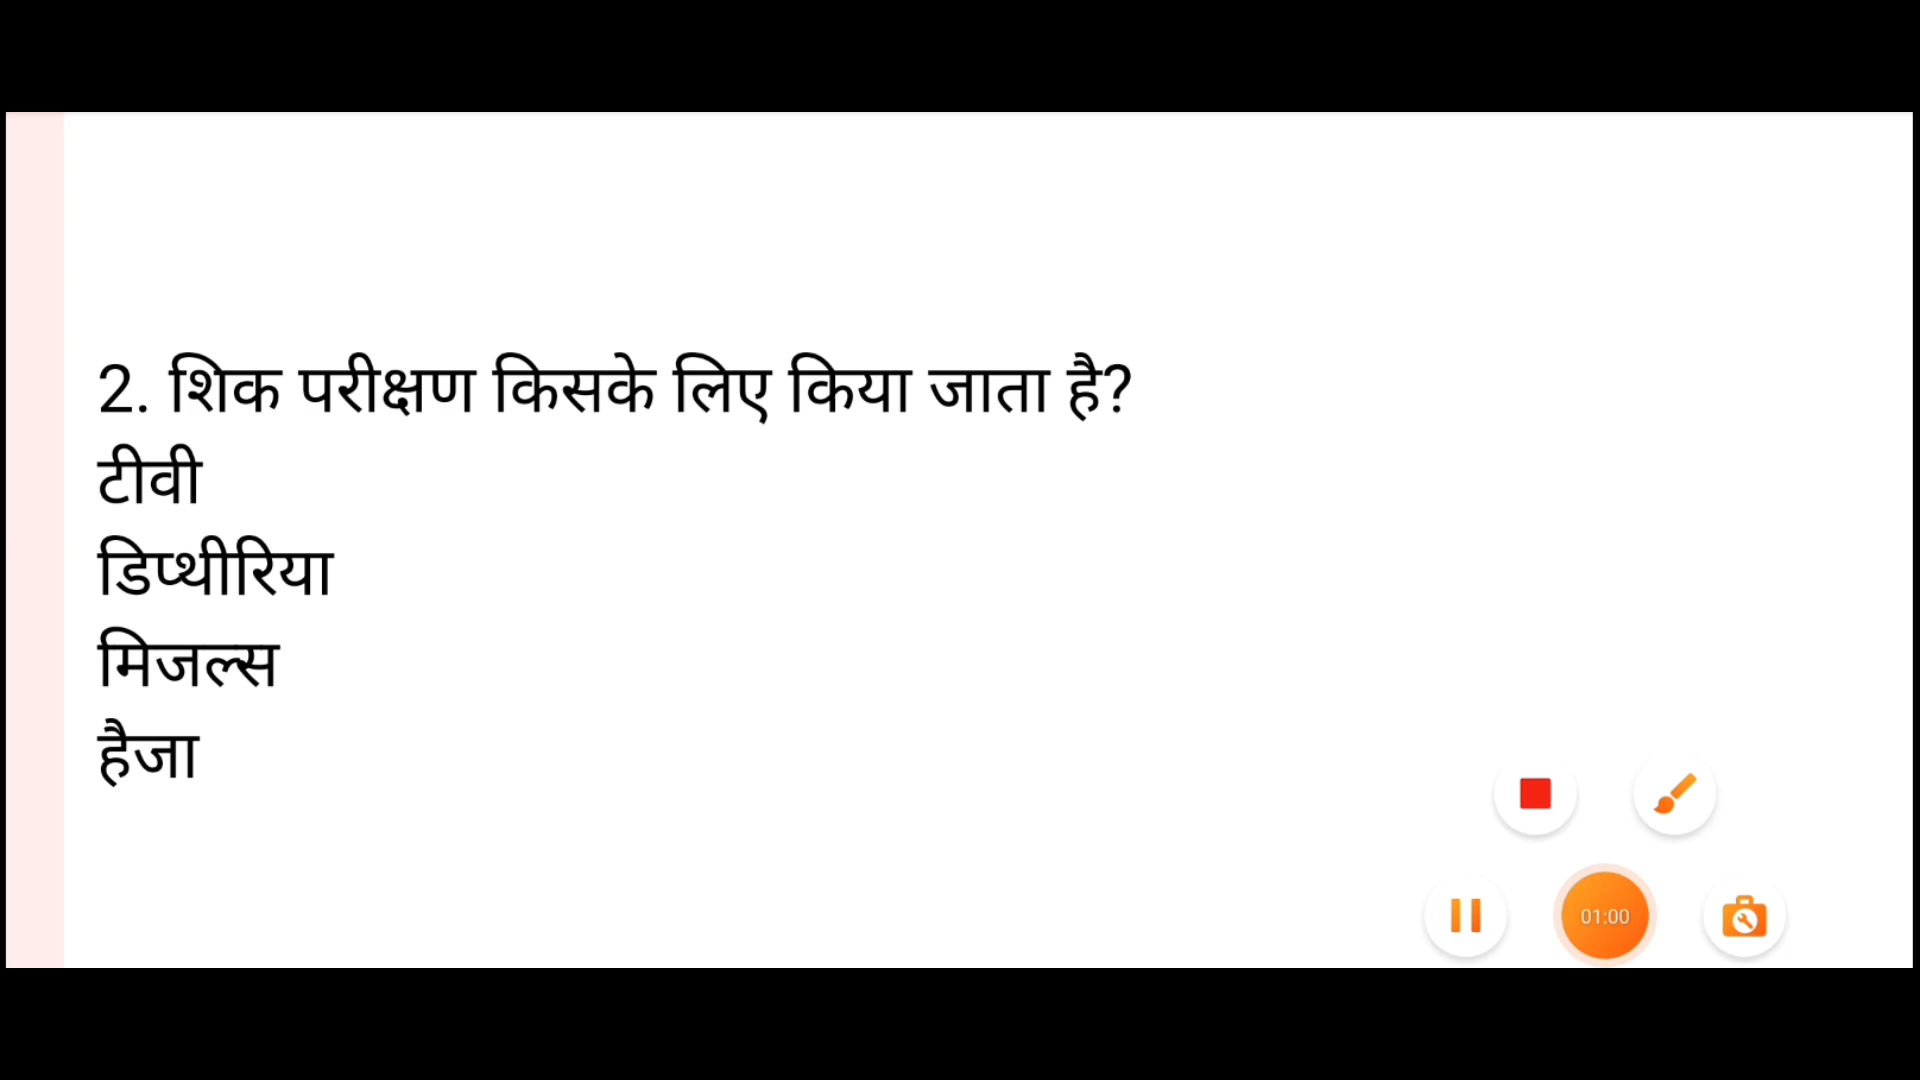 2. शिक परीक्षण किसके लिए किया जाता है?
टीवी
डिप्थीरिया
मिजल्स
हैजा
01:00